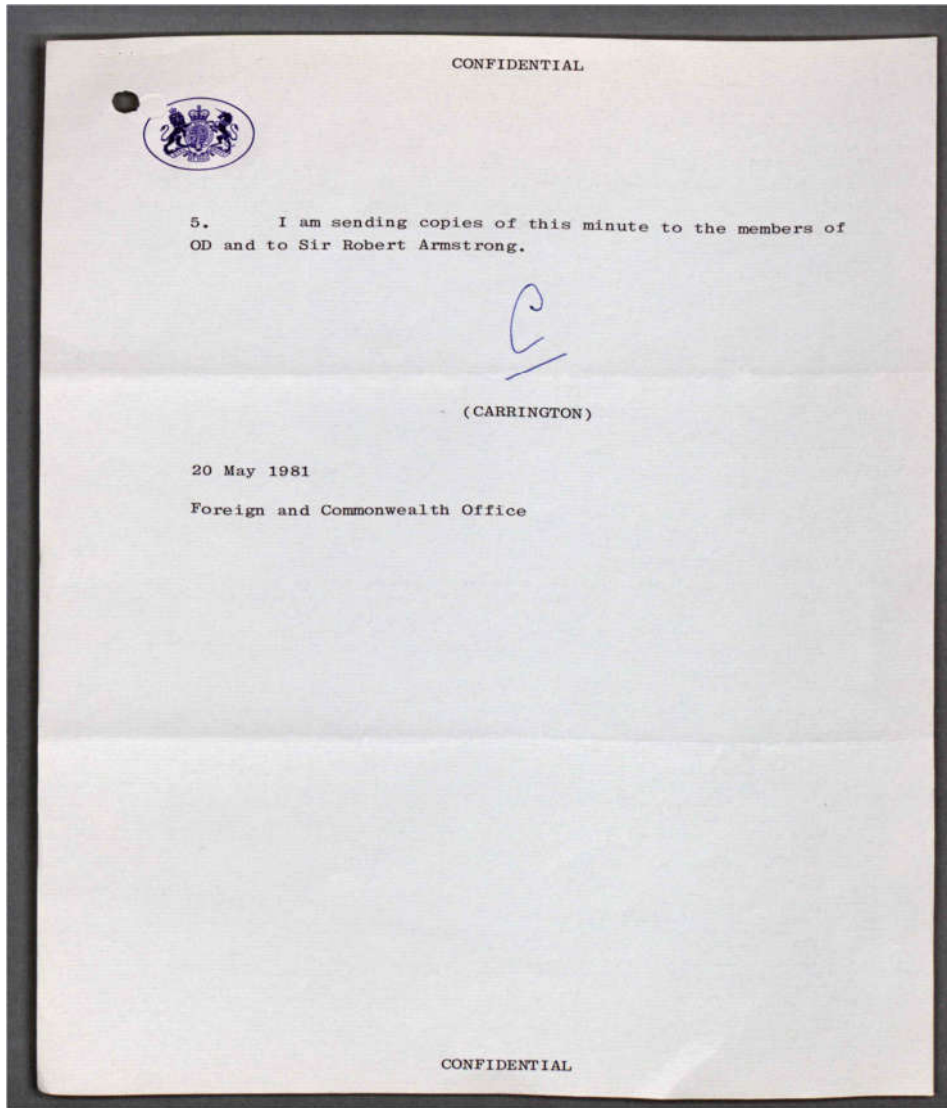 CONFIDENTIAL
5. I am sending copies of this minute to the members of
OD and to Sir Robert Armstrong.
C
(CARRINGTON)
20 May 1981
Foreign and Commonwealth Office
CONFIDENTIAL